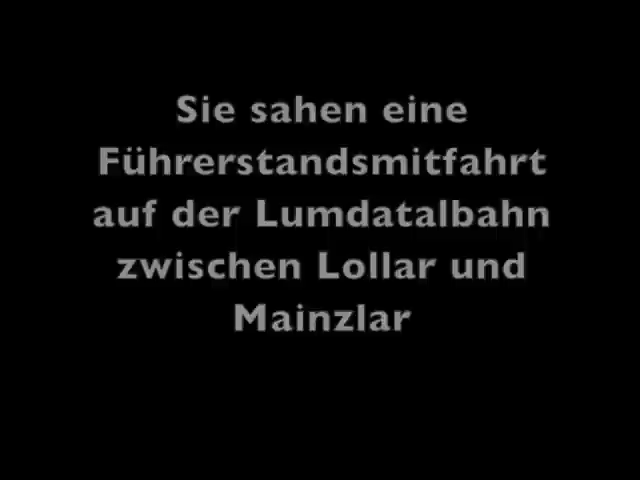 Sie sahen eine
Führerstandsmitfahrt
auf der Lumdatalbahn
zwischen Lollar und
Mainzlar